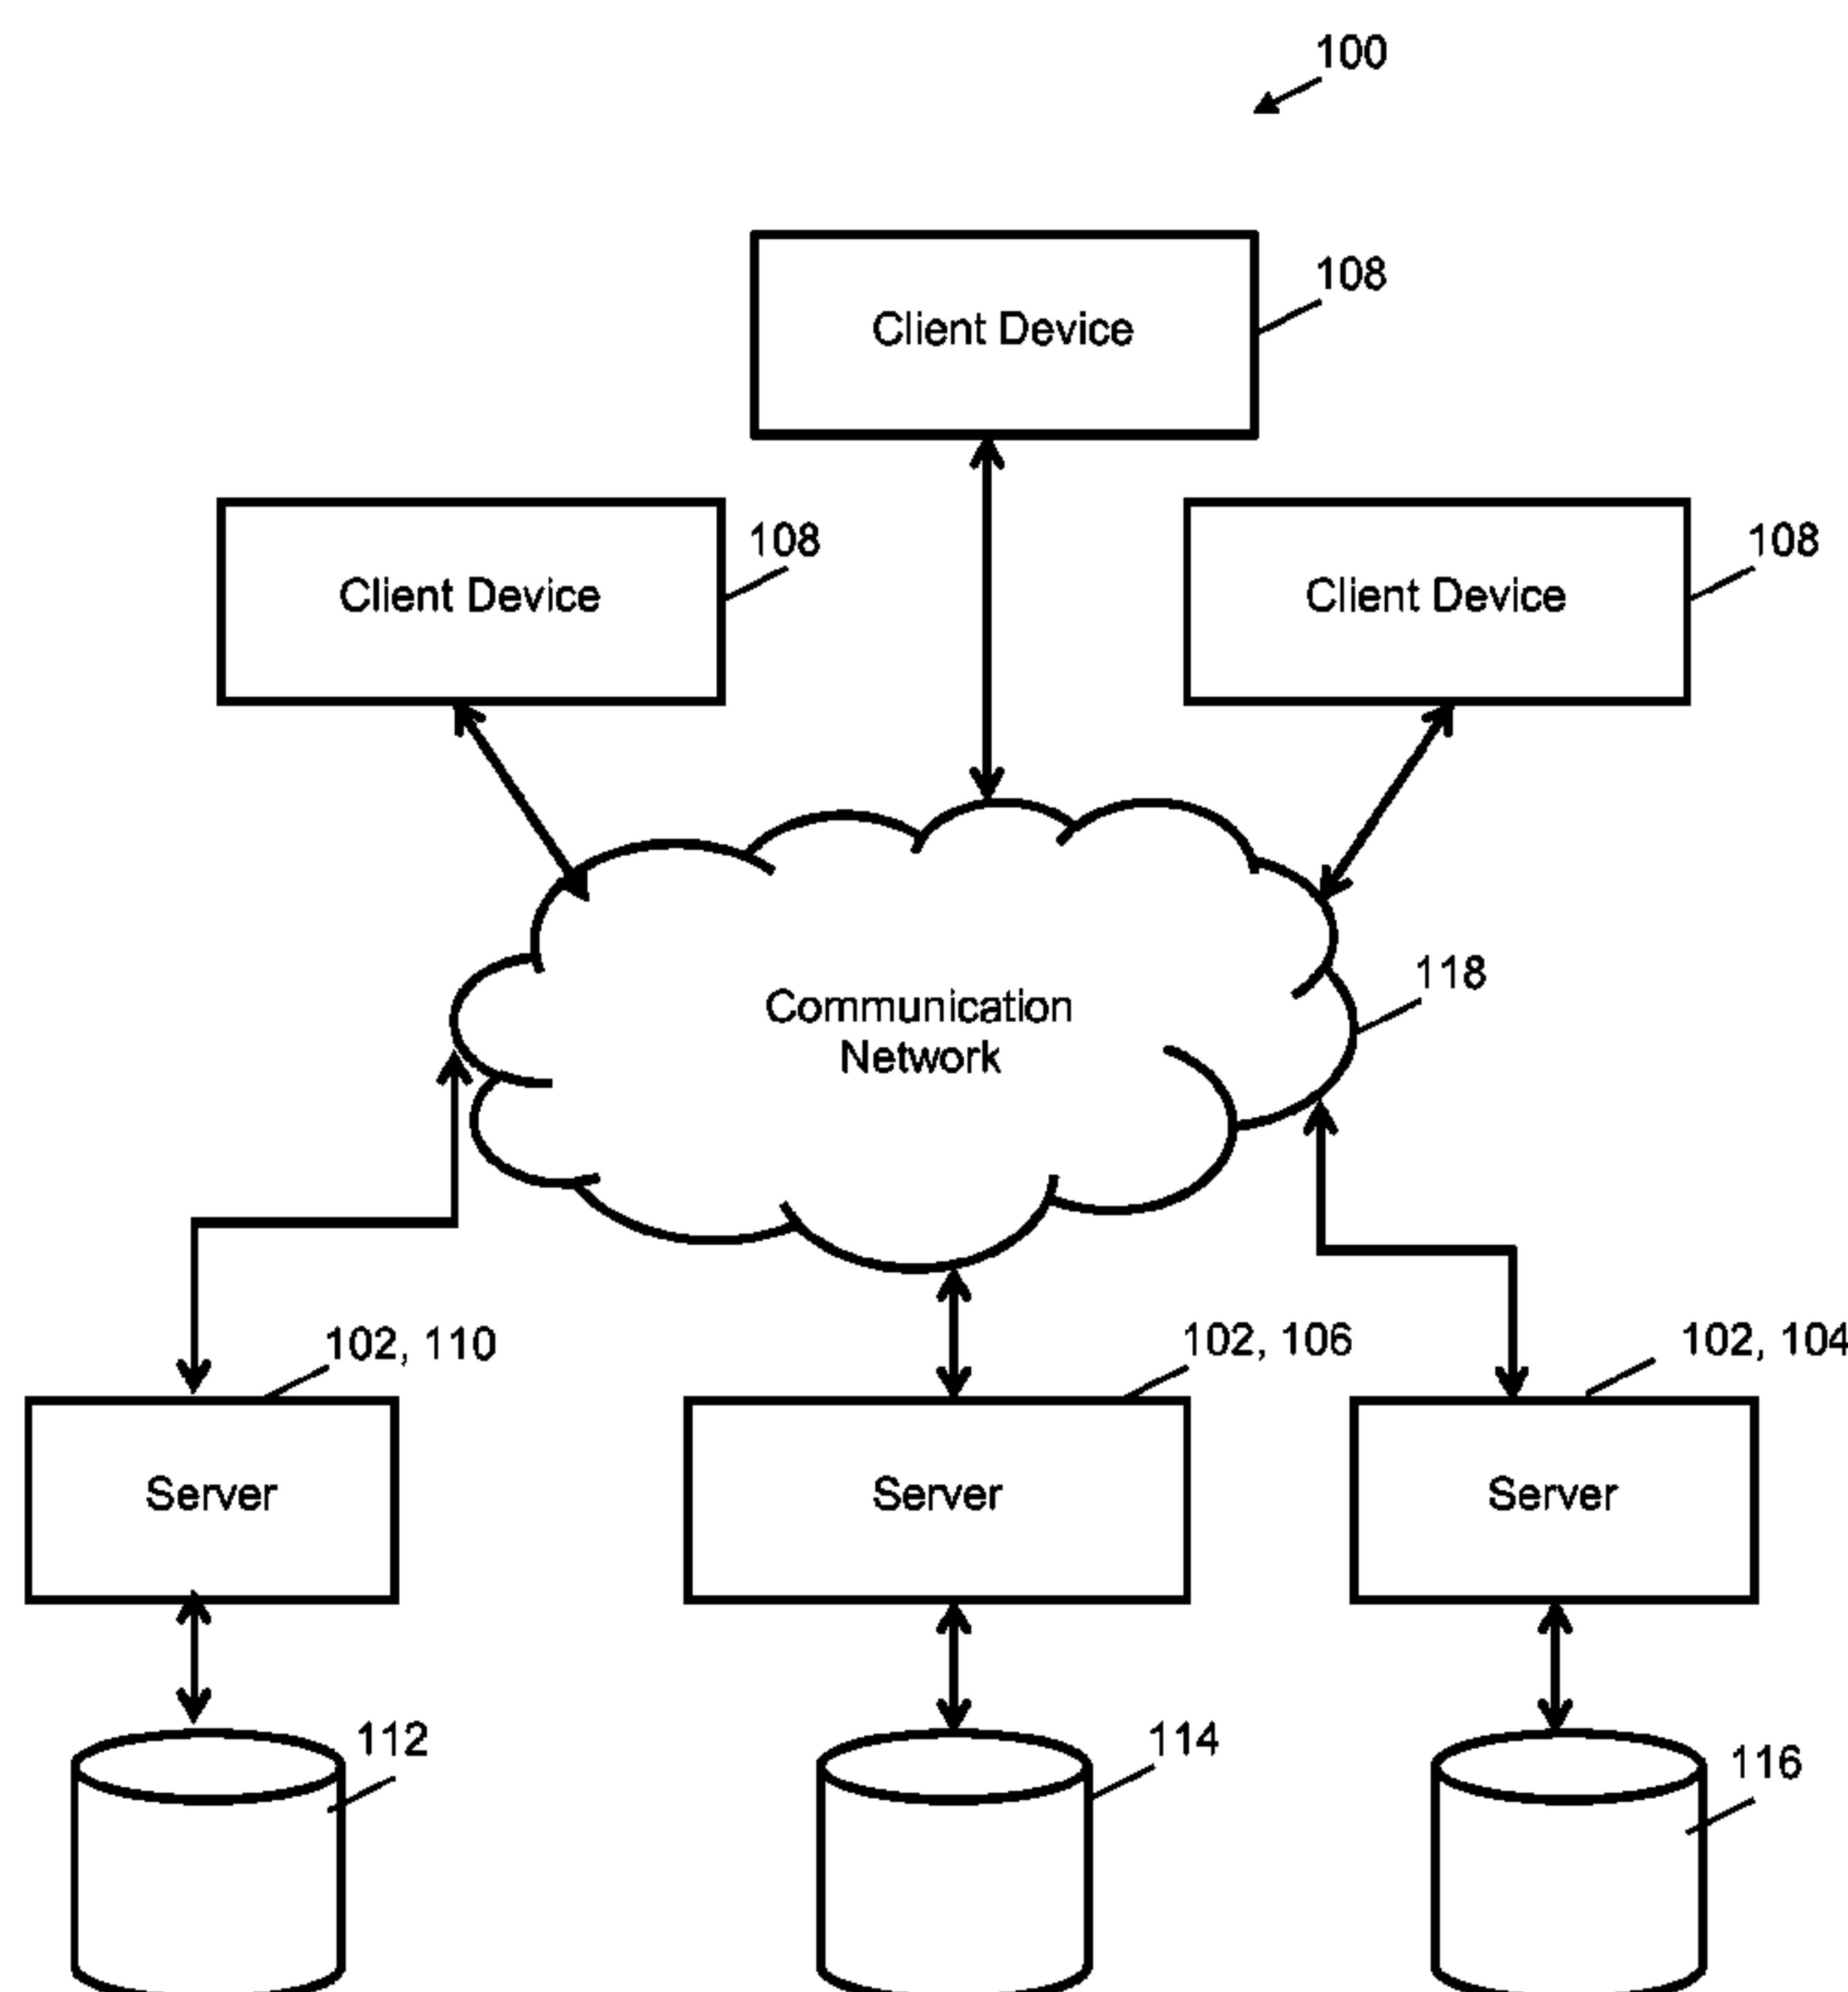 100
108
Client Device
108
108
Client Device
Client Device
118
Communication
Network
102, 110
102, 106
102, 104
Server
Server
Server
112
114
116